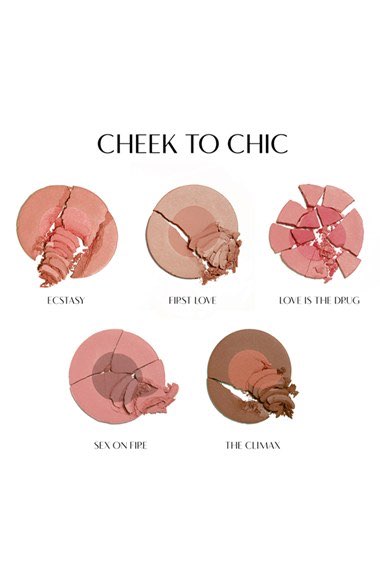 CHEEK TO CHIC
ECSTASY
FIRST LOVE
LOVE IS THE DRUG
SEX ON FIRE
THE CLIMAX